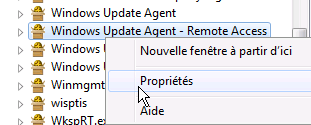 Windows Update Agent
Windows Update Agent - Remote Access
Windows U
Nouvelle fenêtre à partir d'ici
Windows U
Winmgmt
Propriétés
wisptis
WkspRT.ex
Aide